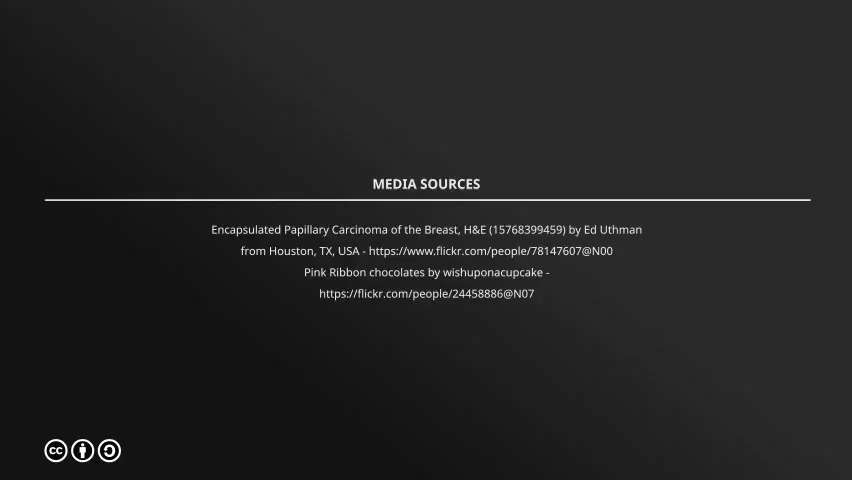 MEDIA SOURCES
Encapsulated Papillary Carcinoma of the Breast, H&E (15768399459) by Ed Uthman
from Houston, TX, USA - https://www.flickr.com/people/78147607@N00
Pink Ribbon chocolates by wishuponacupcake -
https://flickr.com/people/24458886@N07
cc